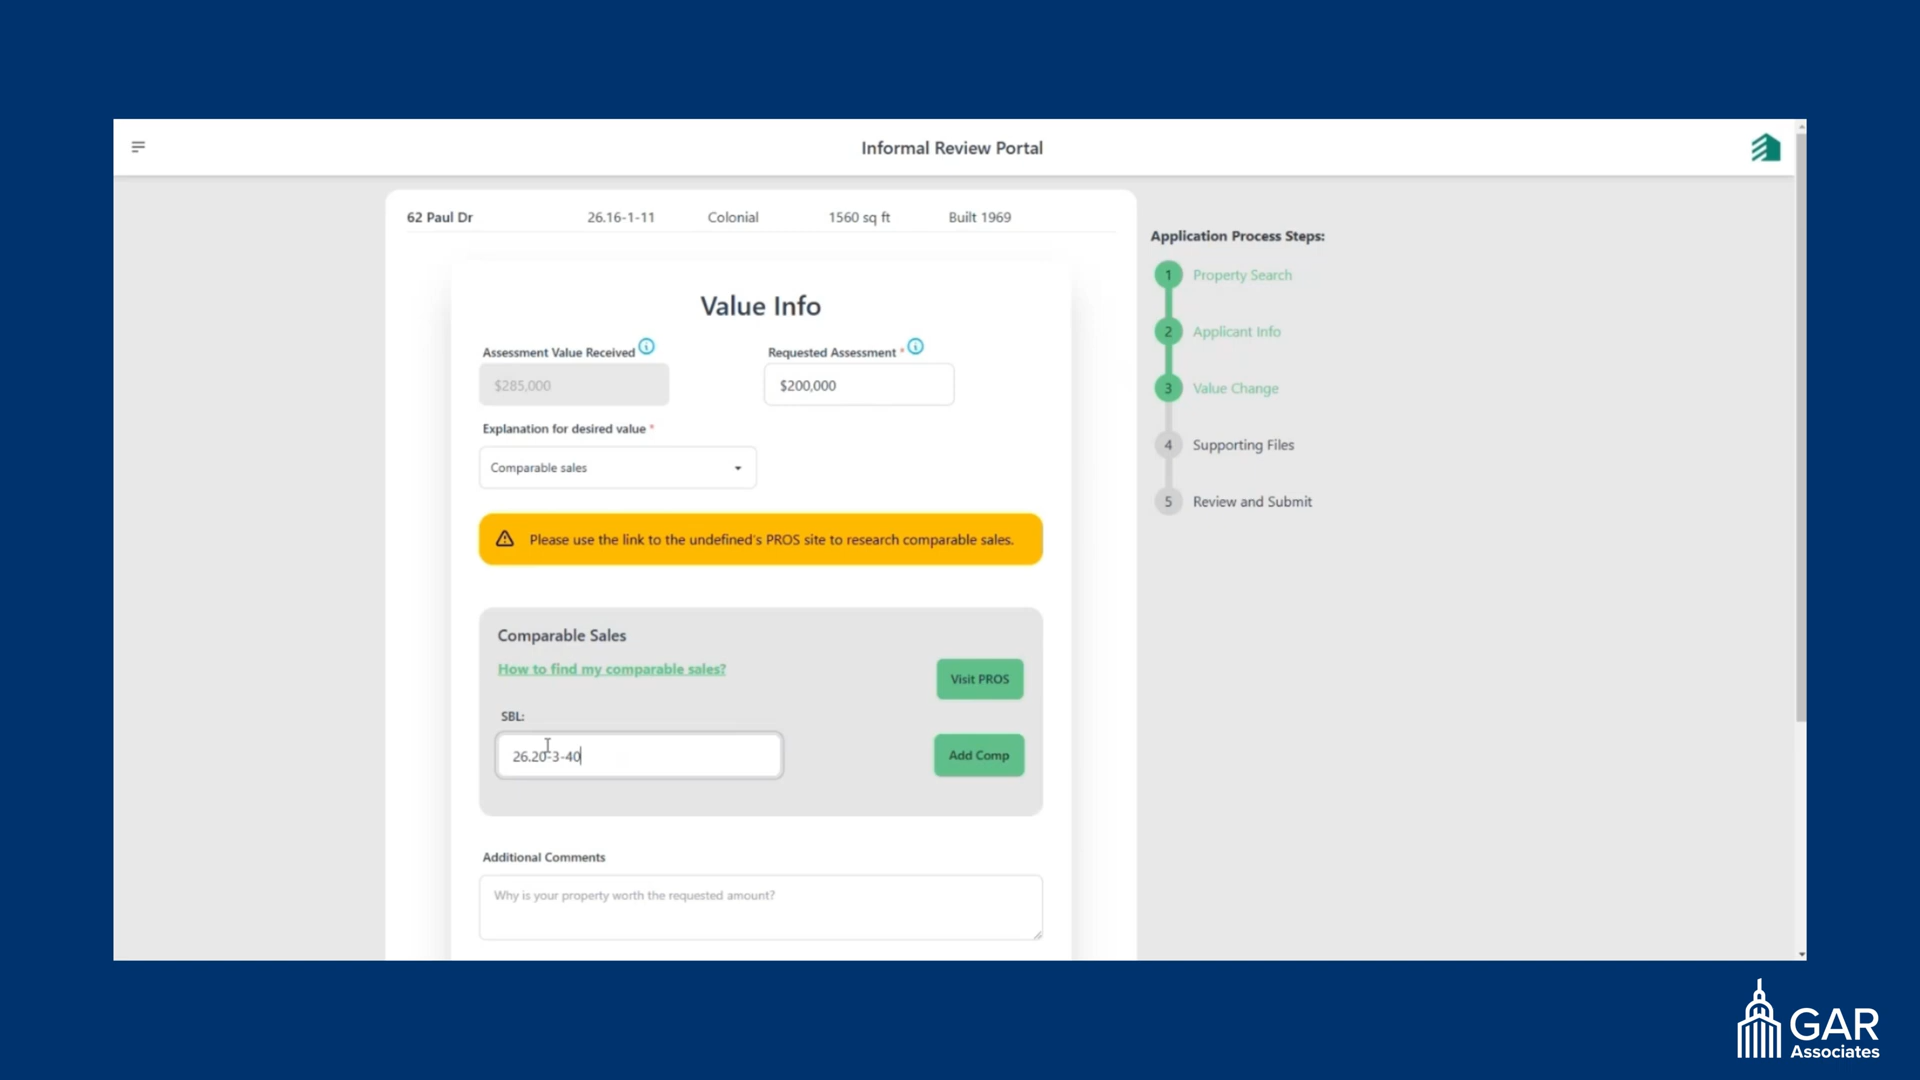 Informal Review Portal
62 Paul Dr 26.16-1-11 Colonial 1560 sq ft Built 1969
Value Info
Assessment Value Received
$285,000
Requested Assessment *
$200,000
Explanation for desired value *
Comparable sales
Please use the link to the undefined's PROS site to research comparable sales.
Comparable Sales
How to find my comparable sales?
Visit PROS
SBL:
26.20-3-40
Add Comp
Additional Comments
Why is your property worth the requested amount?
Application Process Steps:
1 Property Search
2 Applicant Info
3 Value Change
4 Supporting Files
5 Review and Submit
GAR
Associates